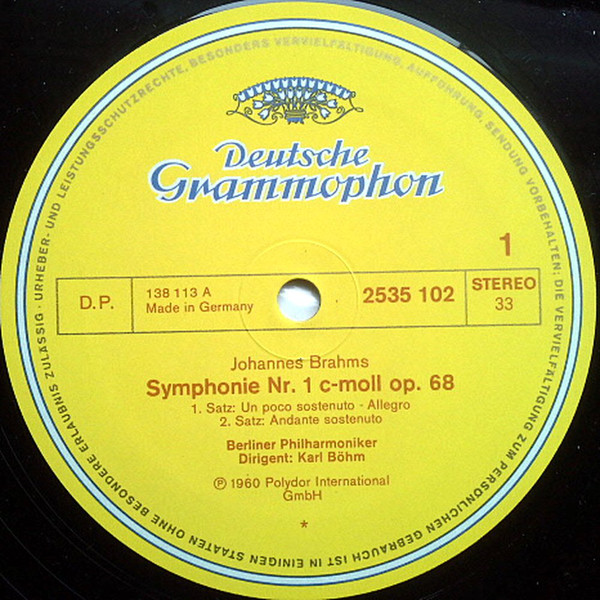 URHEBER- UND LEISTUNGSSCHUTZRECHTE, BESONDERS VERVIELFÄLTIGUNG, AUFFÜHRUNG, SENDUNG VORBEHALTEN; DIE VERVIELFÄLTIGUNG ZUM PERSÖNLICHEN GEBRAUCH IST IN EINIGEN STAATEN OHNE BESONDERE ERLAUBNIS ZULÄSSIG ·
Deutsche
Grammophon
1
D.P.
138 113 A
Made in Germany
2535 102
STEREO
33
Johannes Brahms
Symphonie Nr. 1 c-moll op. 68
1. Satz: Un poco sostenuto - Allegro
2. Satz: Andante sostenuto
Berliner Philharmoniker
Dirigent: Karl Böhm
Ⓟ 1960 Polydor International
GmbH
*